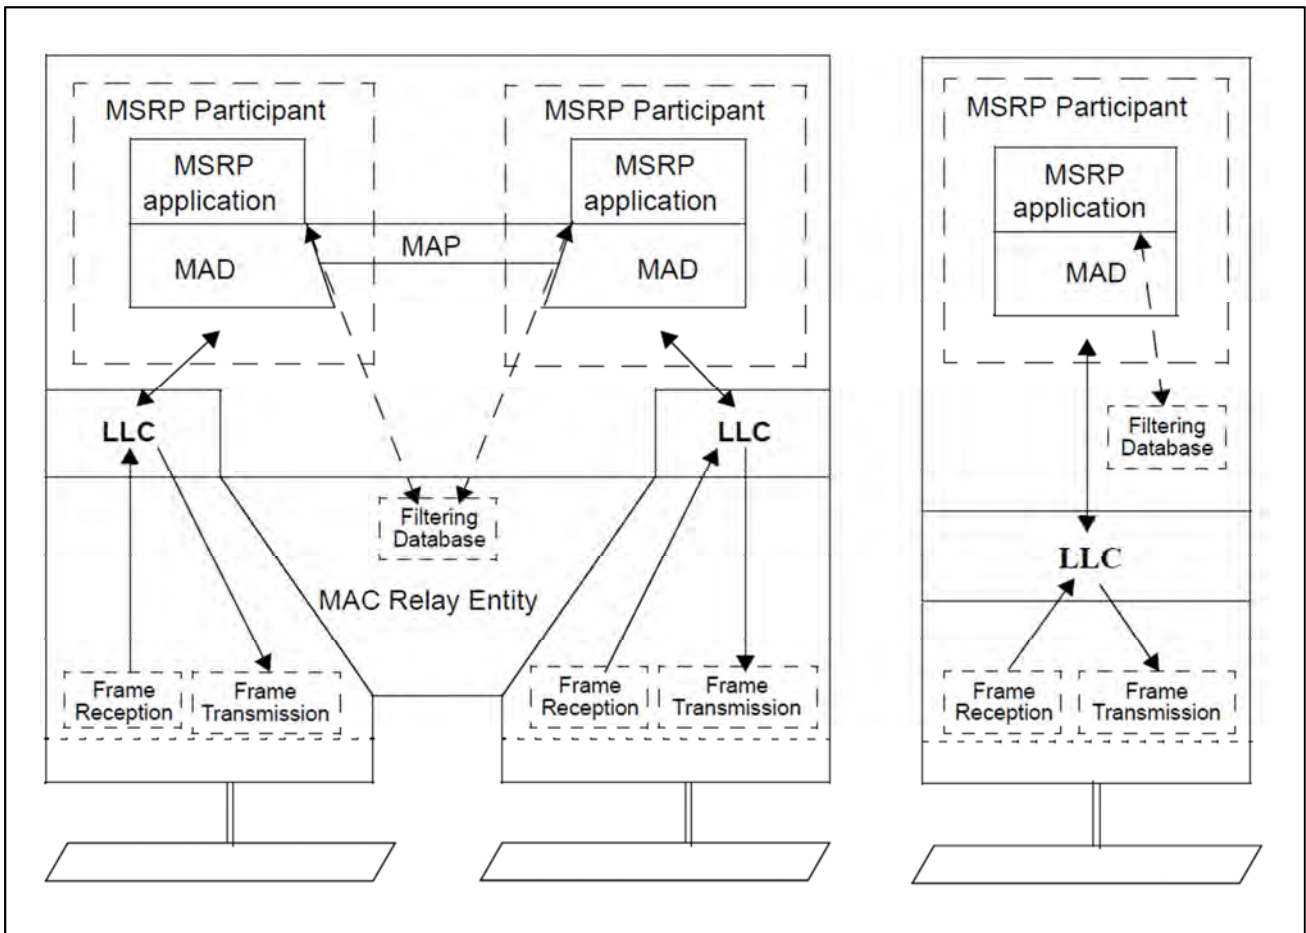 MSRP Participant
MSRP
application
MAD
MAP
MSRP Participant
MSRP
application
MAD
LLC
LLC
Filtering
Database
MAC Relay Entity
Frame
Reception
Frame
Transmission
Frame
Reception
Frame
Transmission
MSRP Participant
MSRP
application
MAD
Filtering
Database
LLC
Frame
Reception
Frame
Transmission